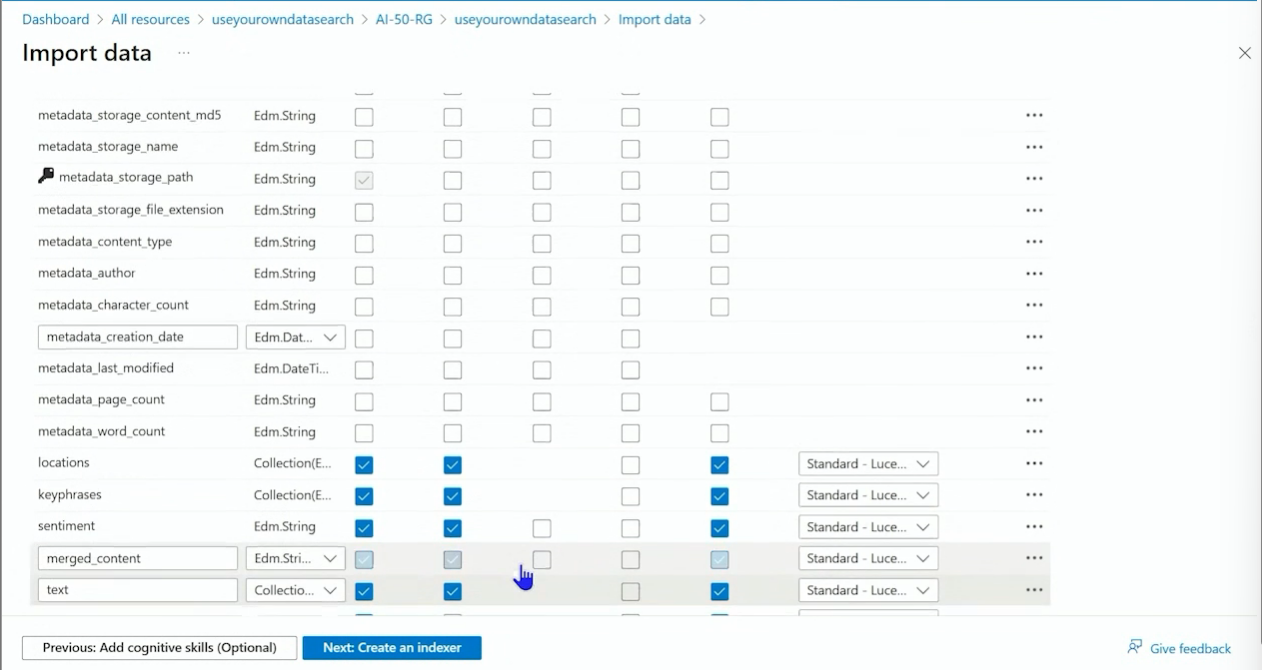 Dashboard > All resources > useyourowndatasearch > AI-50-RG > useyourowndatasearch > Import data >
Import data ...
metadata_storage_content_md5 Edm.String
metadata_storage_name Edm.String
metadata_storage_path Edm.String
metadata_storage_file_extension Edm.String
metadata_content_type Edm.String
metadata_author Edm.String
metadata_character_count Edm.String
metadata_creation_date Edm.Dat...
metadata_last_modified Edm.DateTi...
metadata_page_count Edm.String
metadata_word_count Edm.String
locations Collection(E... Standard - Luce...
keyphrases Collection(E... Standard - Luce...
sentiment Edm.String Standard - Luce...
merged_content Edm.Stri... Standard - Luce...
text Collectio... Standard - Luce...
Previous: Add cognitive skills (Optional) Next: Create an indexer Give feedback